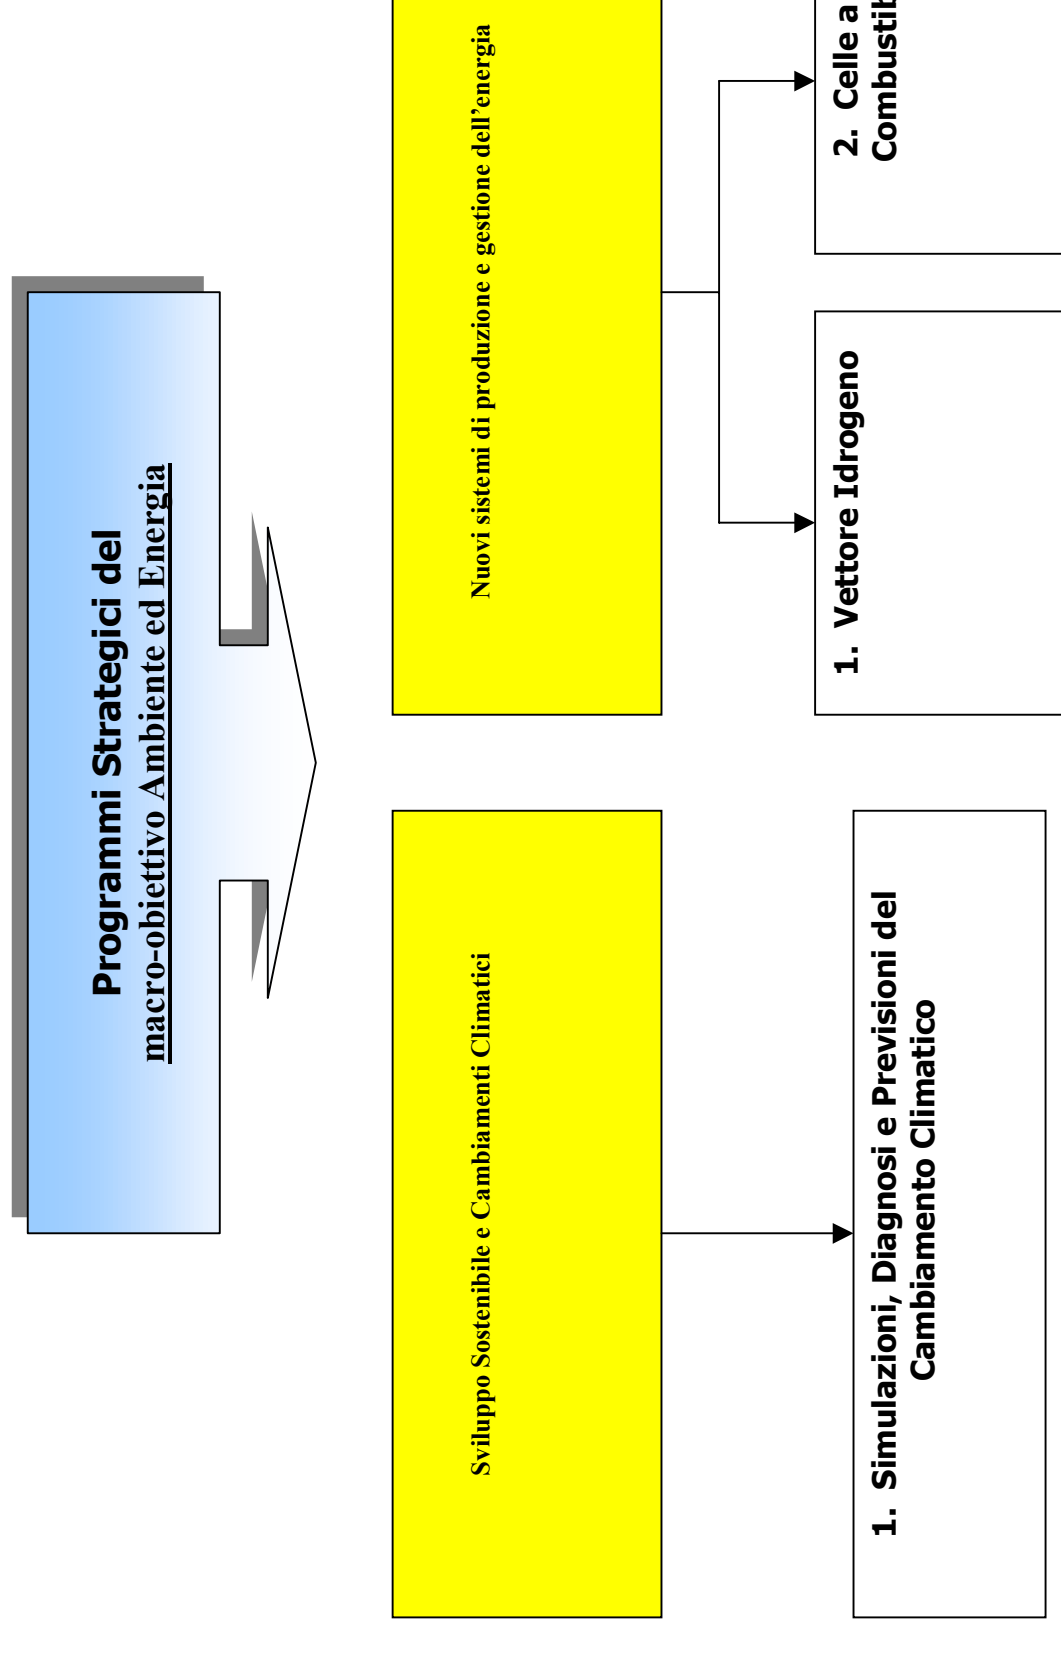 Programmi Strategici del
macro-obiettivo Ambiente ed Energia
Sviluppo Sostenibile e Cambiamenti Climatici
Nuovi sistemi di produzione e gestione dell’energia
1. Simulazioni, Diagnosi e Previsioni del
Cambiamento Climatico
1. Vettore Idrogeno
2. Celle a